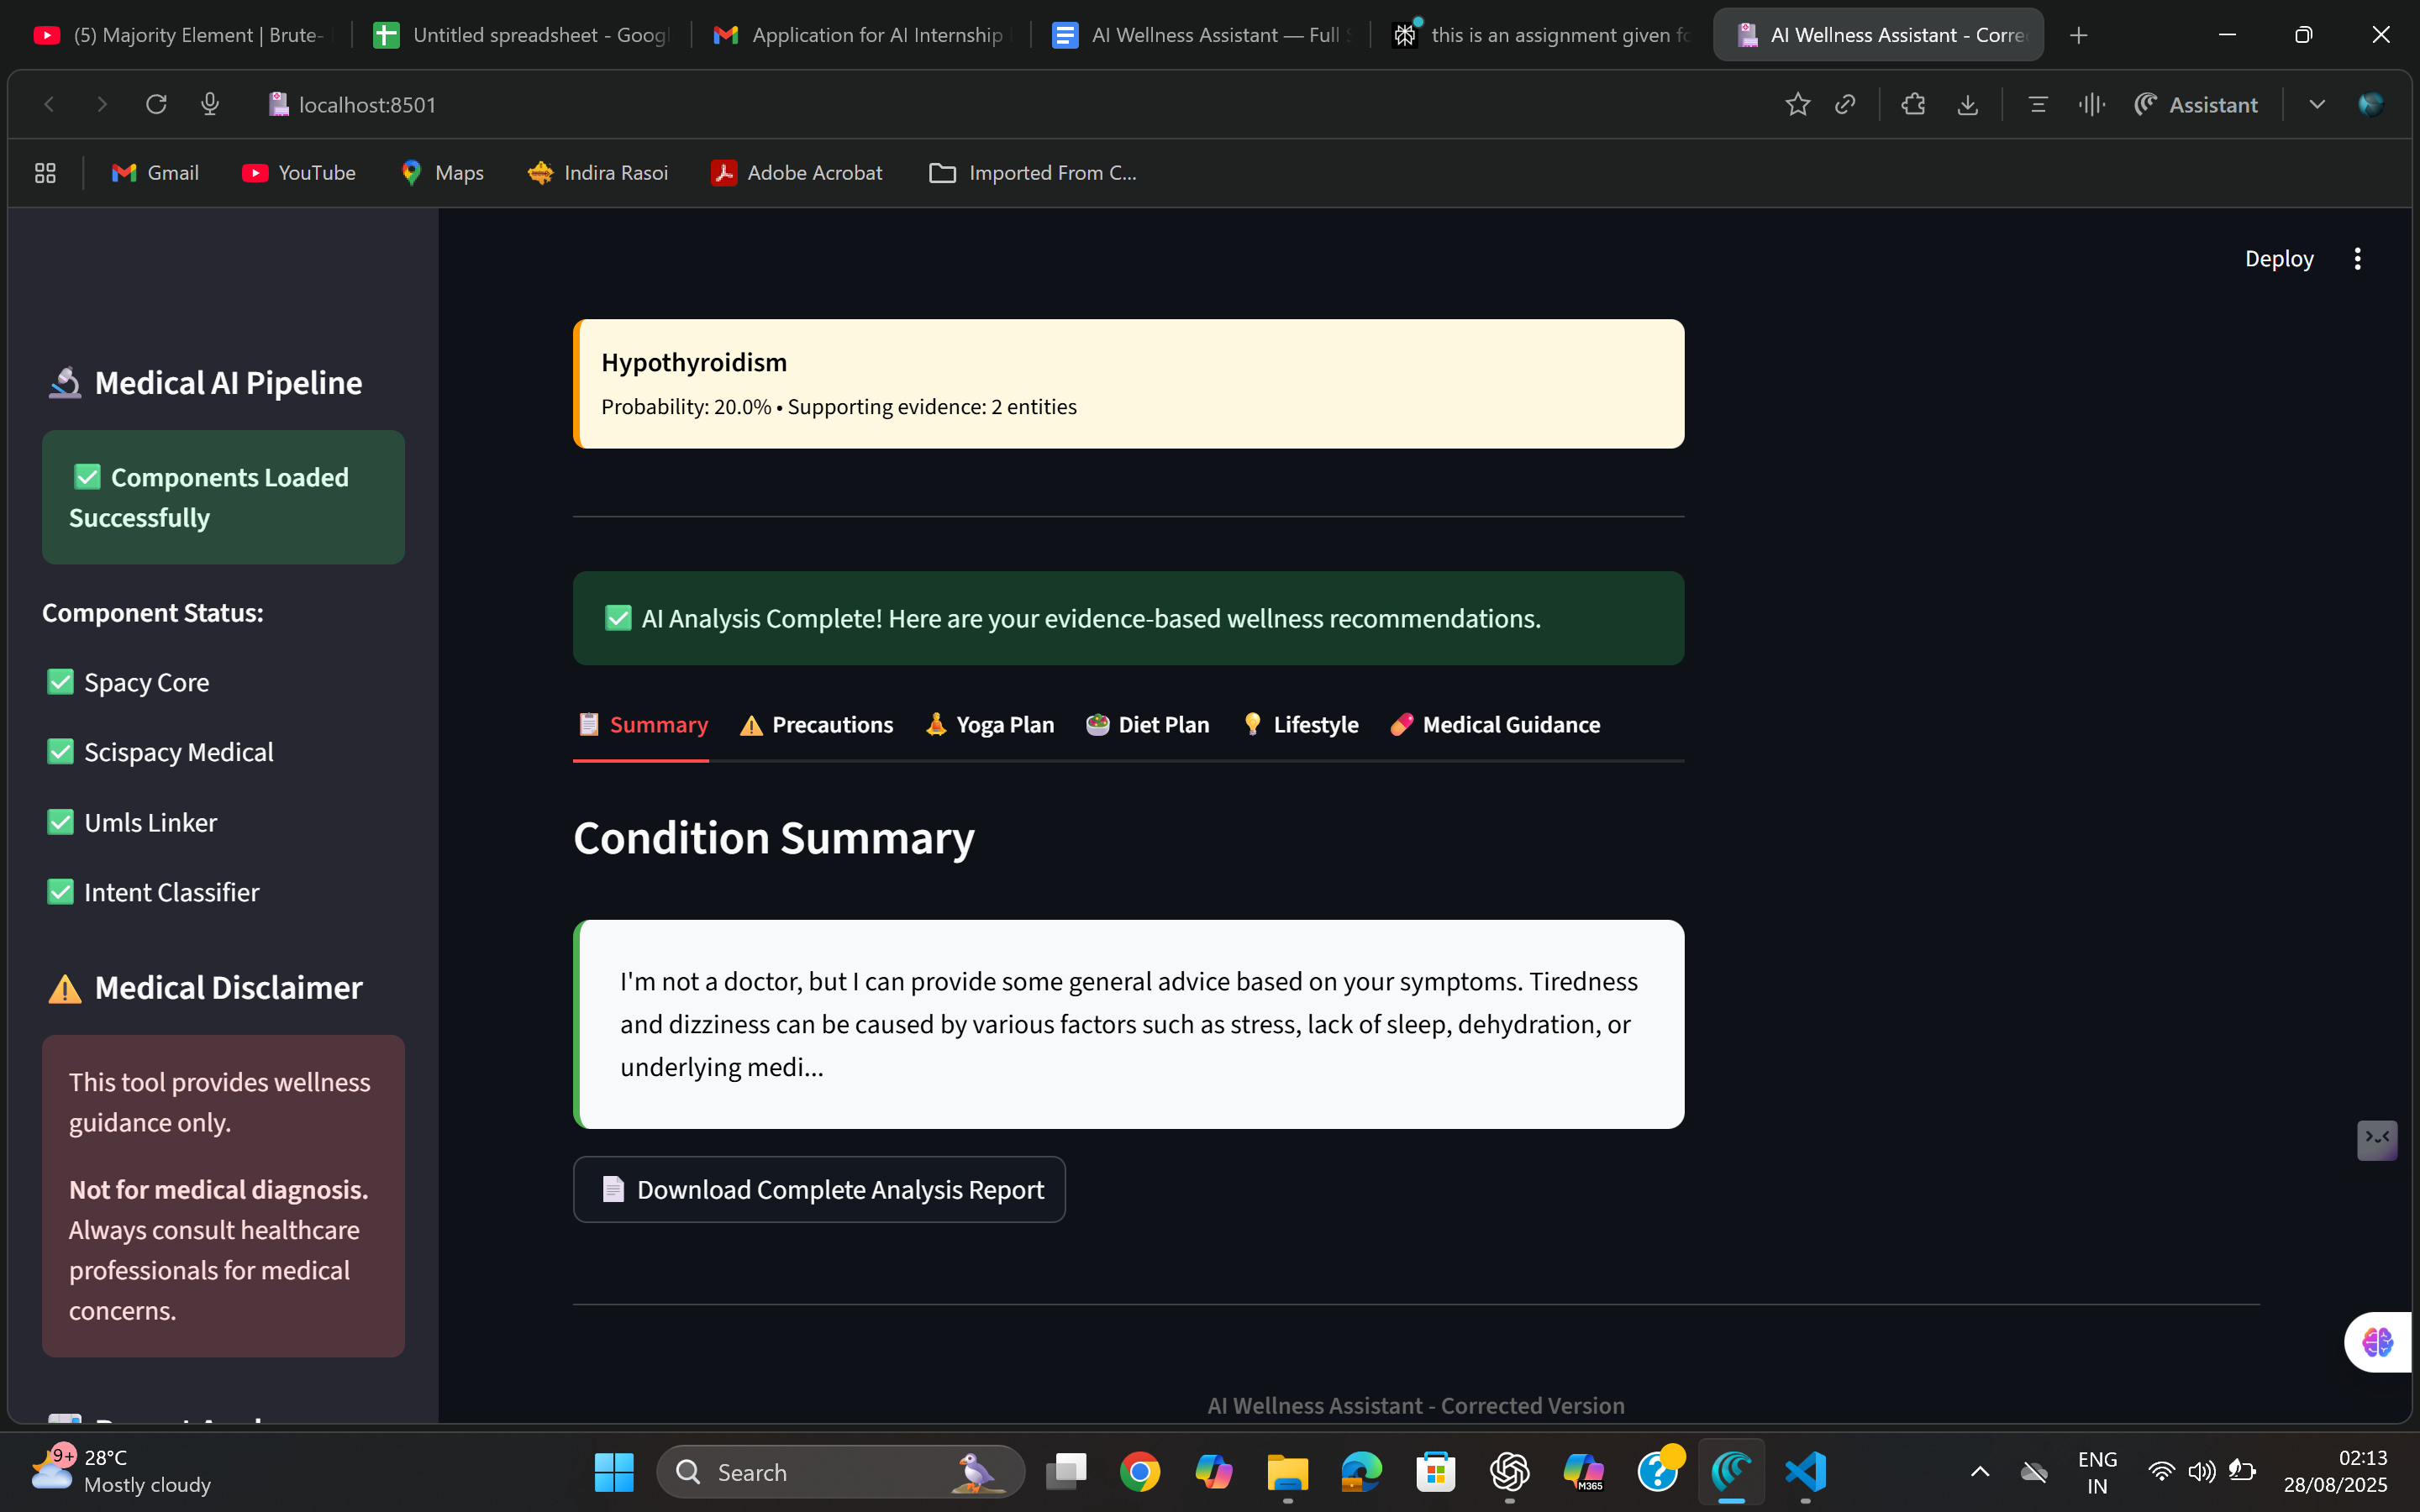 (5) Majority Element | Brute-
Untitled spreadsheet - Goog
Application for AI Internship
AI Wellness Assistant — Full S
this is an assignment given fo
AI Wellness Assistant - Corre
localhost:8501
Assistant
Gmail
YouTube
Maps
Indira Rasoi
Adobe Acrobat
Imported From C...
Deploy
Medical AI Pipeline
Components Loaded
Successfully
Component Status:
Spacy Core
Scispacy Medical
Umls Linker
Intent Classifier
Medical Disclaimer
This tool provides wellness
guidance only.
Not for medical diagnosis.
Always consult healthcare
professionals for medical
concerns.
Hypothyroidism
Probability: 20.0% • Supporting evidence: 2 entities
AI Analysis Complete! Here are your evidence-based wellness recommendations.
Summary
Precautions
Yoga Plan
Diet Plan
Lifestyle
Medical Guidance
Condition Summary
I'm not a doctor, but I can provide some general advice based on your symptoms. Tiredness
and dizziness can be caused by various factors such as stress, lack of sleep, dehydration, or
underlying medi...
Download Complete Analysis Report
AI Wellness Assistant - Corrected Version
9+
28°C
Mostly cloudy
Search
M365
ENG
IN
02:13
28/08/2025